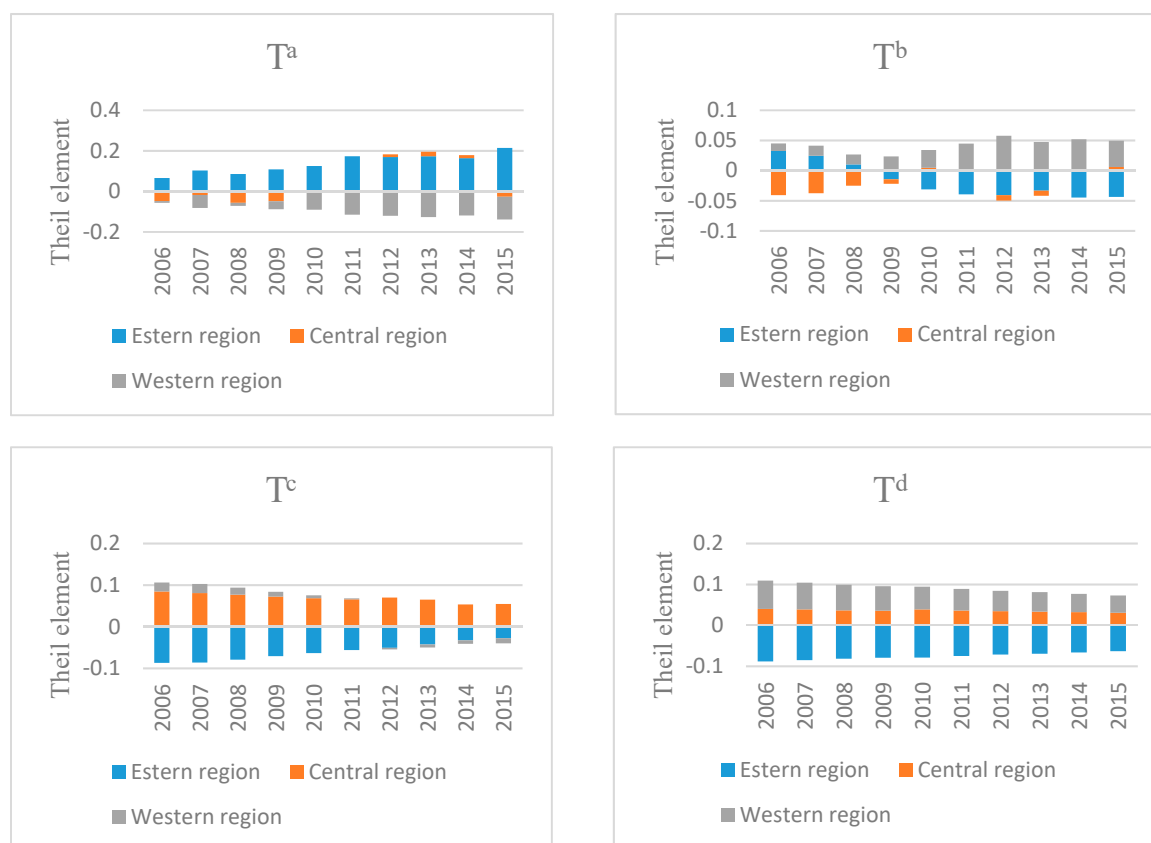 Tᵃ
Theil element
0.4
0.2
0
-0.2
2006 2007 2008 2009 2010 2011 2012 2013 2014 2015
Estern region Central region
Western region
Tᵇ
Theil element
0.1
0.05
0
-0.05
-0.1
2006 2007 2008 2009 2010 2011 2012 2013 2014 2015
Estern region Central region
Western region
Tᶜ
Theil element
0.2
0.1
0
-0.1
2006 2007 2008 2009 2010 2011 2012 2013 2014 2015
Estern region Central region
Western region
Tᵈ
Theil element
0.2
0.1
0
-0.1
2006 2007 2008 2009 2010 2011 2012 2013 2014 2015
Estern region Central region
Western region